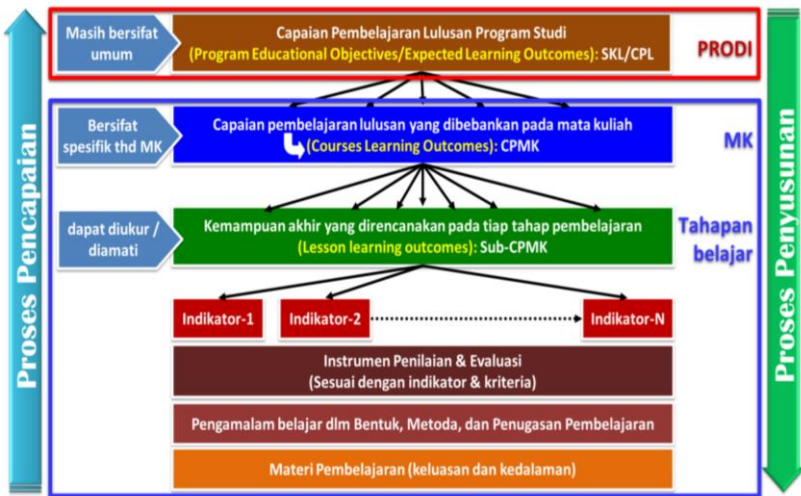 Proses Pencapaian
Masih bersifat
umum
Capaian Pembelajaran Lulusan Program Studi
(Program Educational Objectives/Expected Learning Outcomes): SKL/CPL
PRODI
Bersifat
spesifik thd MK
Capaian pembelajaran lulusan yang dibebankan pada mata kuliah
(Courses Learning Outcomes): CPMK
MK
dapat diukur /
diamati
Kemampuan akhir yang direncanakan pada tiap tahap pembelajaran
(Lesson learning outcomes): Sub-CPMK
Tahapan
belajar
Indikator-1
Indikator-2
Indikator-N
Instrumen Penilaian & Evaluasi
(Sesuai dengan indikator & kriteria)
Pengamalam belajar dlm Bentuk, Metoda, dan Penugasan Pembelajaran
Materi Pembelajaran (keluasan dan kedalaman)
Proses Penyusunan